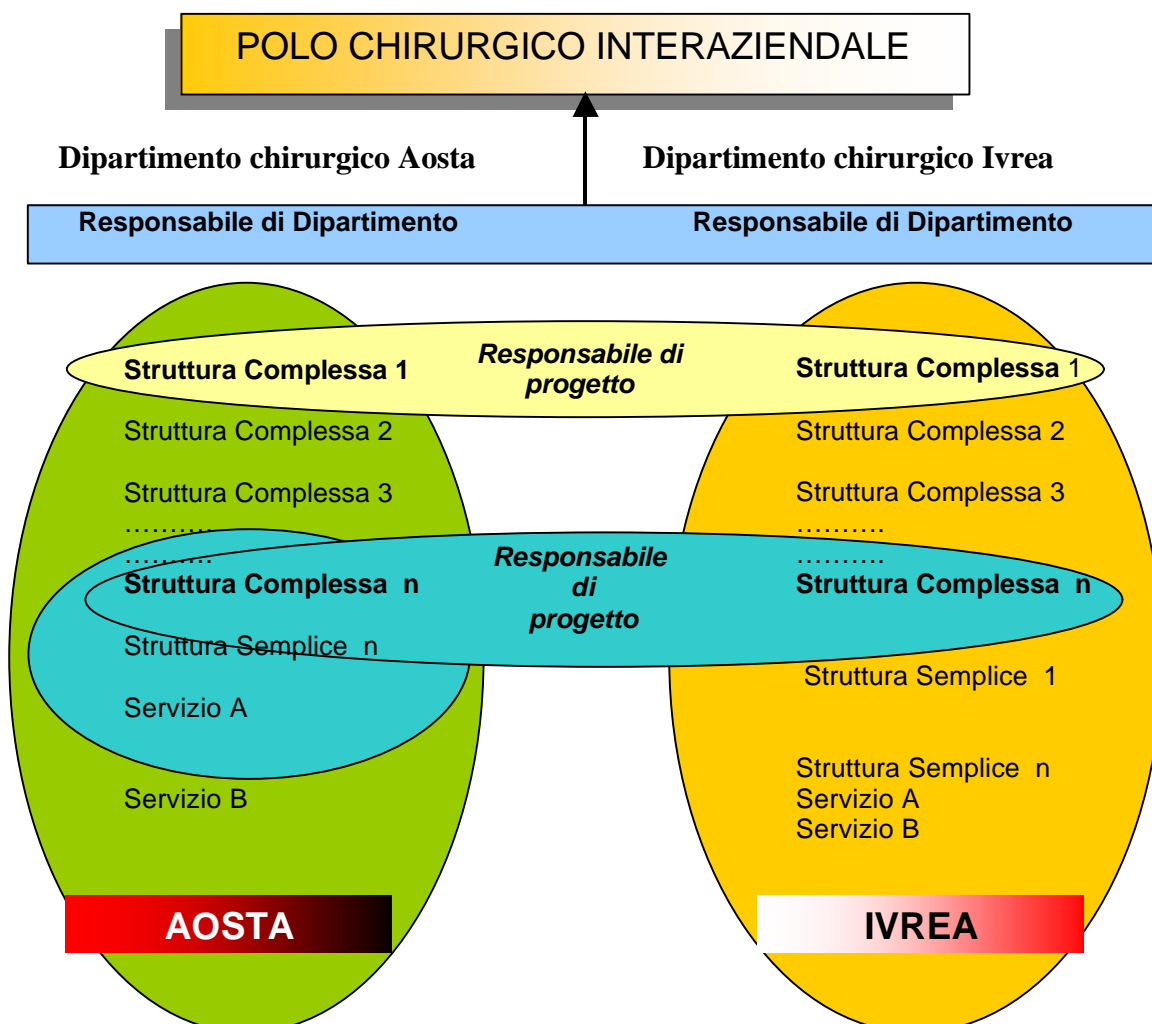 POLO CHIRURGICO INTERAZIENDALE
Dipartimento chirurgico Aosta
Dipartimento chirurgico Ivrea
Responsabile di Dipartimento
Responsabile di Dipartimento
Struttura Complessa 1
Responsabile di
progetto
Struttura Complessa 1
Struttura Complessa 2
Struttura Complessa 2
Struttura Complessa 3
Struttura Complessa 3
……….
……….
……….
……….
Struttura Complessa n
Responsabile
di
progetto
Struttura Complessa n
Struttura Semplice n
Struttura Semplice 1
Servizio A
Struttura Semplice n
Servizio B
Servizio A
Servizio B
AOSTA
IVREA